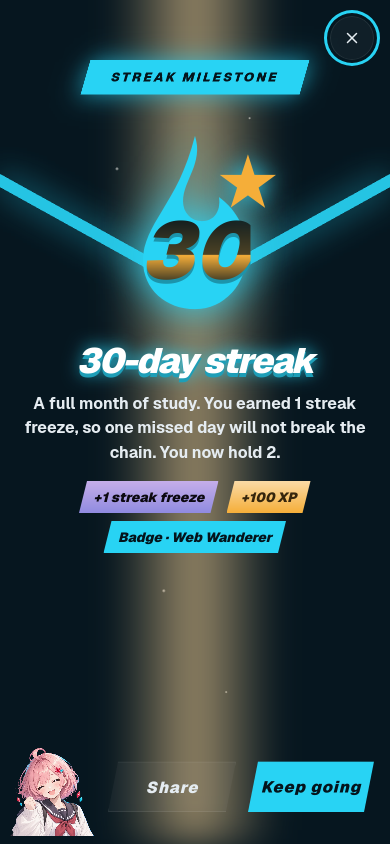 STREAK MILESTONE
30
30-day streak
A full month of study. You earned 1 streak
freeze, so one missed day will not break the
chain. You now hold 2.
+1 streak freeze
+100 XP
Badge · Web Wanderer
Share
Keep going